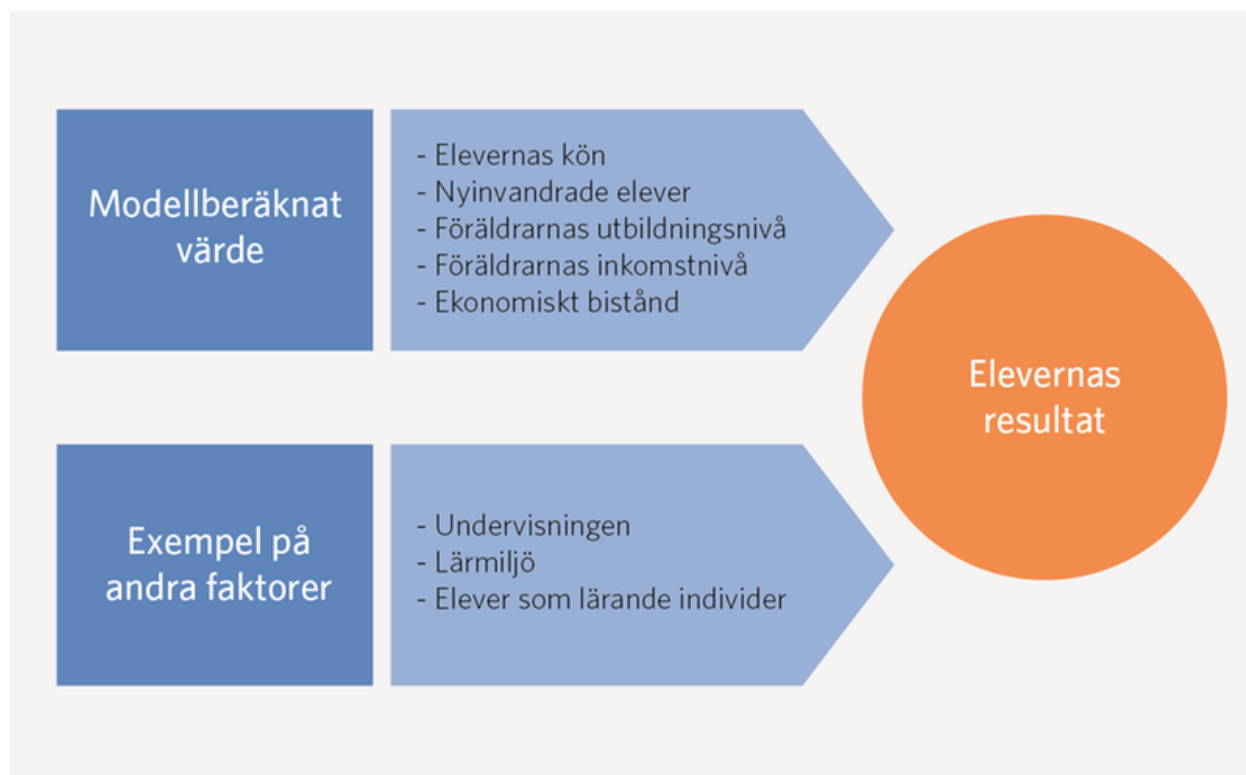 Modellberäknat
värde
- Elevernas kön
- Nyinvandrade elever
- Föräldrarnas utbildningsnivå
- Föräldrarnas inkomstnivå
- Ekonomiskt bistånd
Exempel på
andra faktorer
- Undervisningen
- Lärmiljö
- Elever som lärande individer
Elevernas
resultat